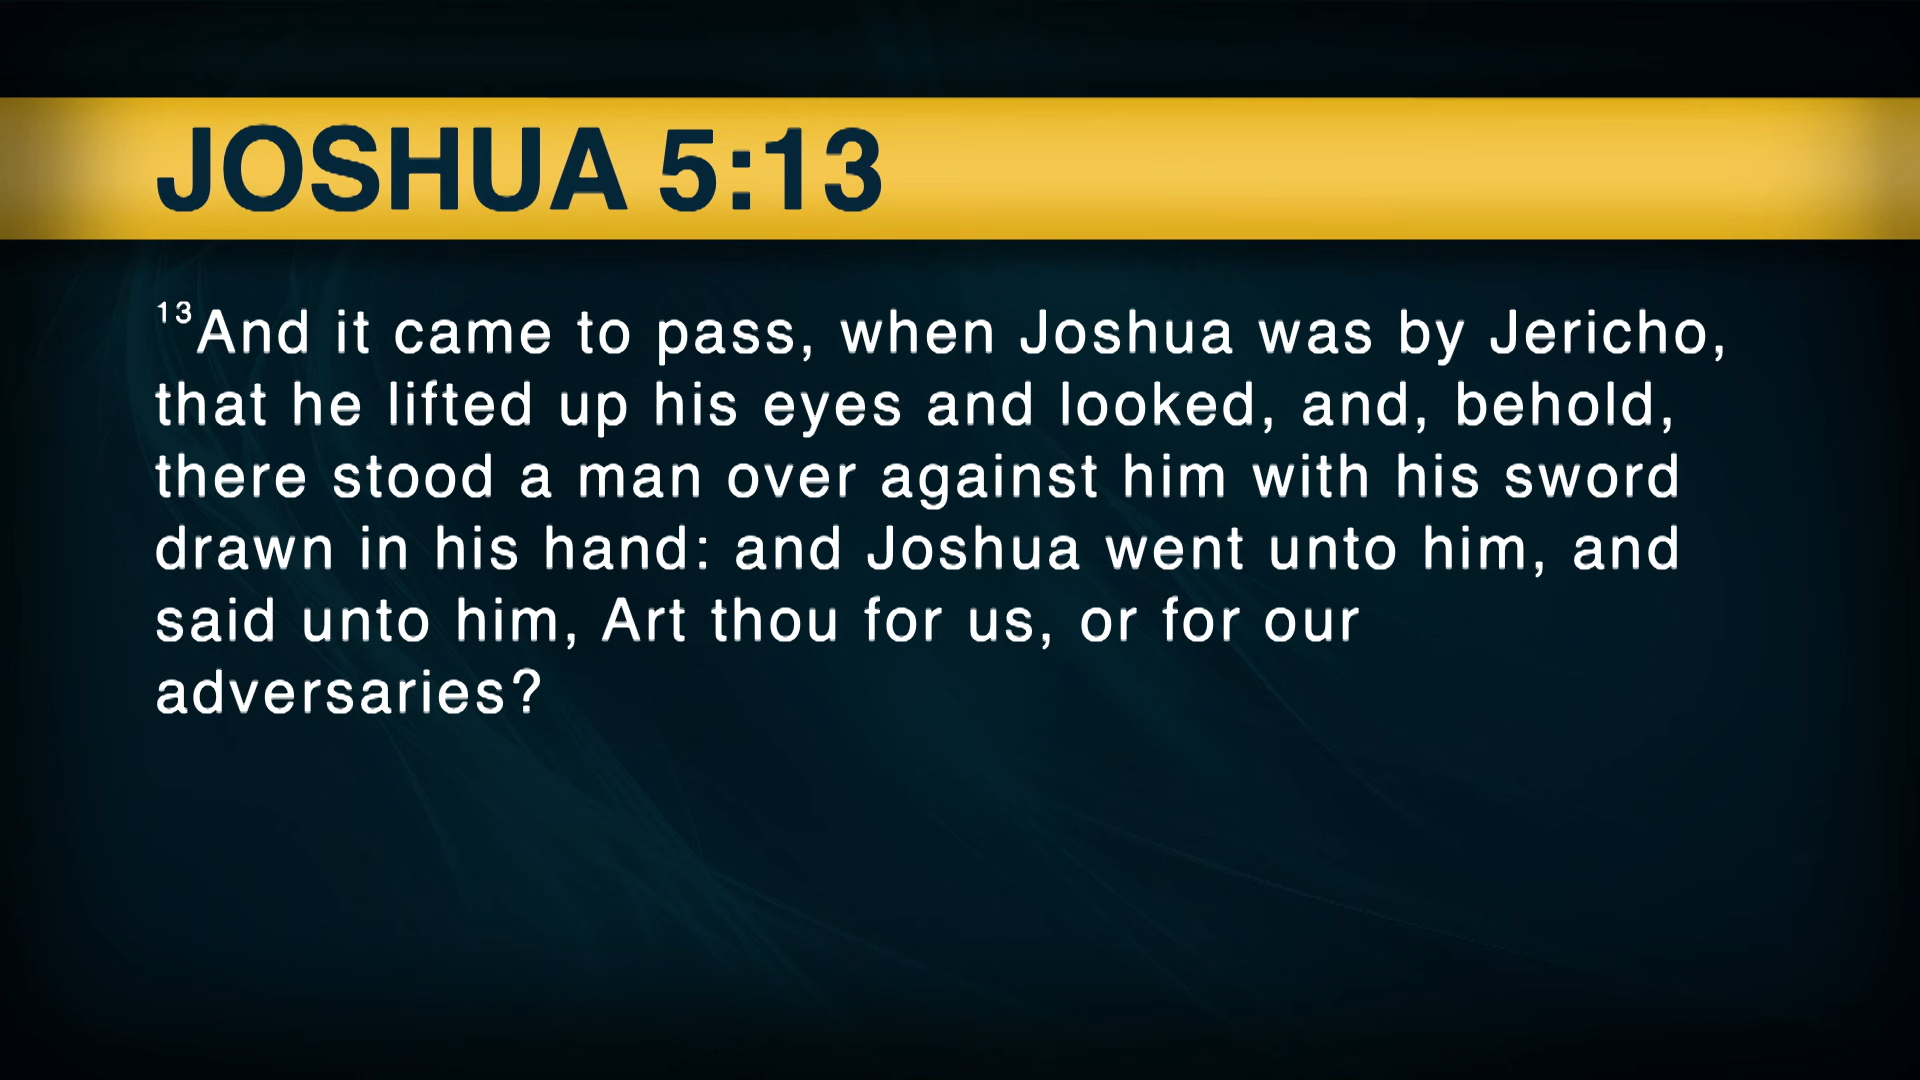 JOSHUA 5:13
13And it came to pass, when Joshua was by Jericho,
that he lifted up his eyes and looked, and, behold,
there stood a man over against him with his sword
drawn in his hand: and Joshua went unto him, and
said unto him, Art thou for us, or for our
adversaries?